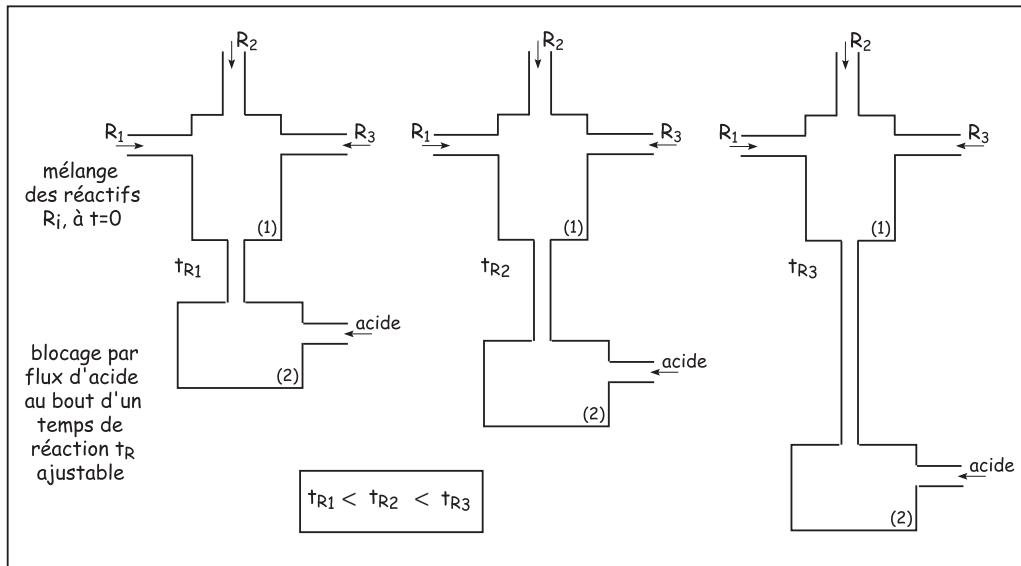 R2
R2
R2
R1
R3
R1
R3
R1
R3
mélange
des réactifs
Ri, à t=0
(1)
(1)
(1)
tR1
tR2
tR3
acide
acide
acide
blocage par
flux d'acide
au bout d'un
temps de
réaction tR
ajustable
(2)
(2)
(2)
tR1 < tR2 < tR3